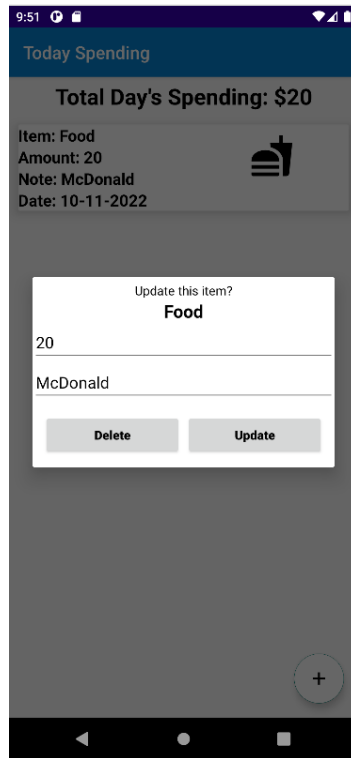 9:51
Today Spending
Total Day's Spending: $20
Item: Food
Amount: 20
Note: McDonald
Date: 10-11-2022
Update this item?
Food
20
McDonald
Delete Update
+